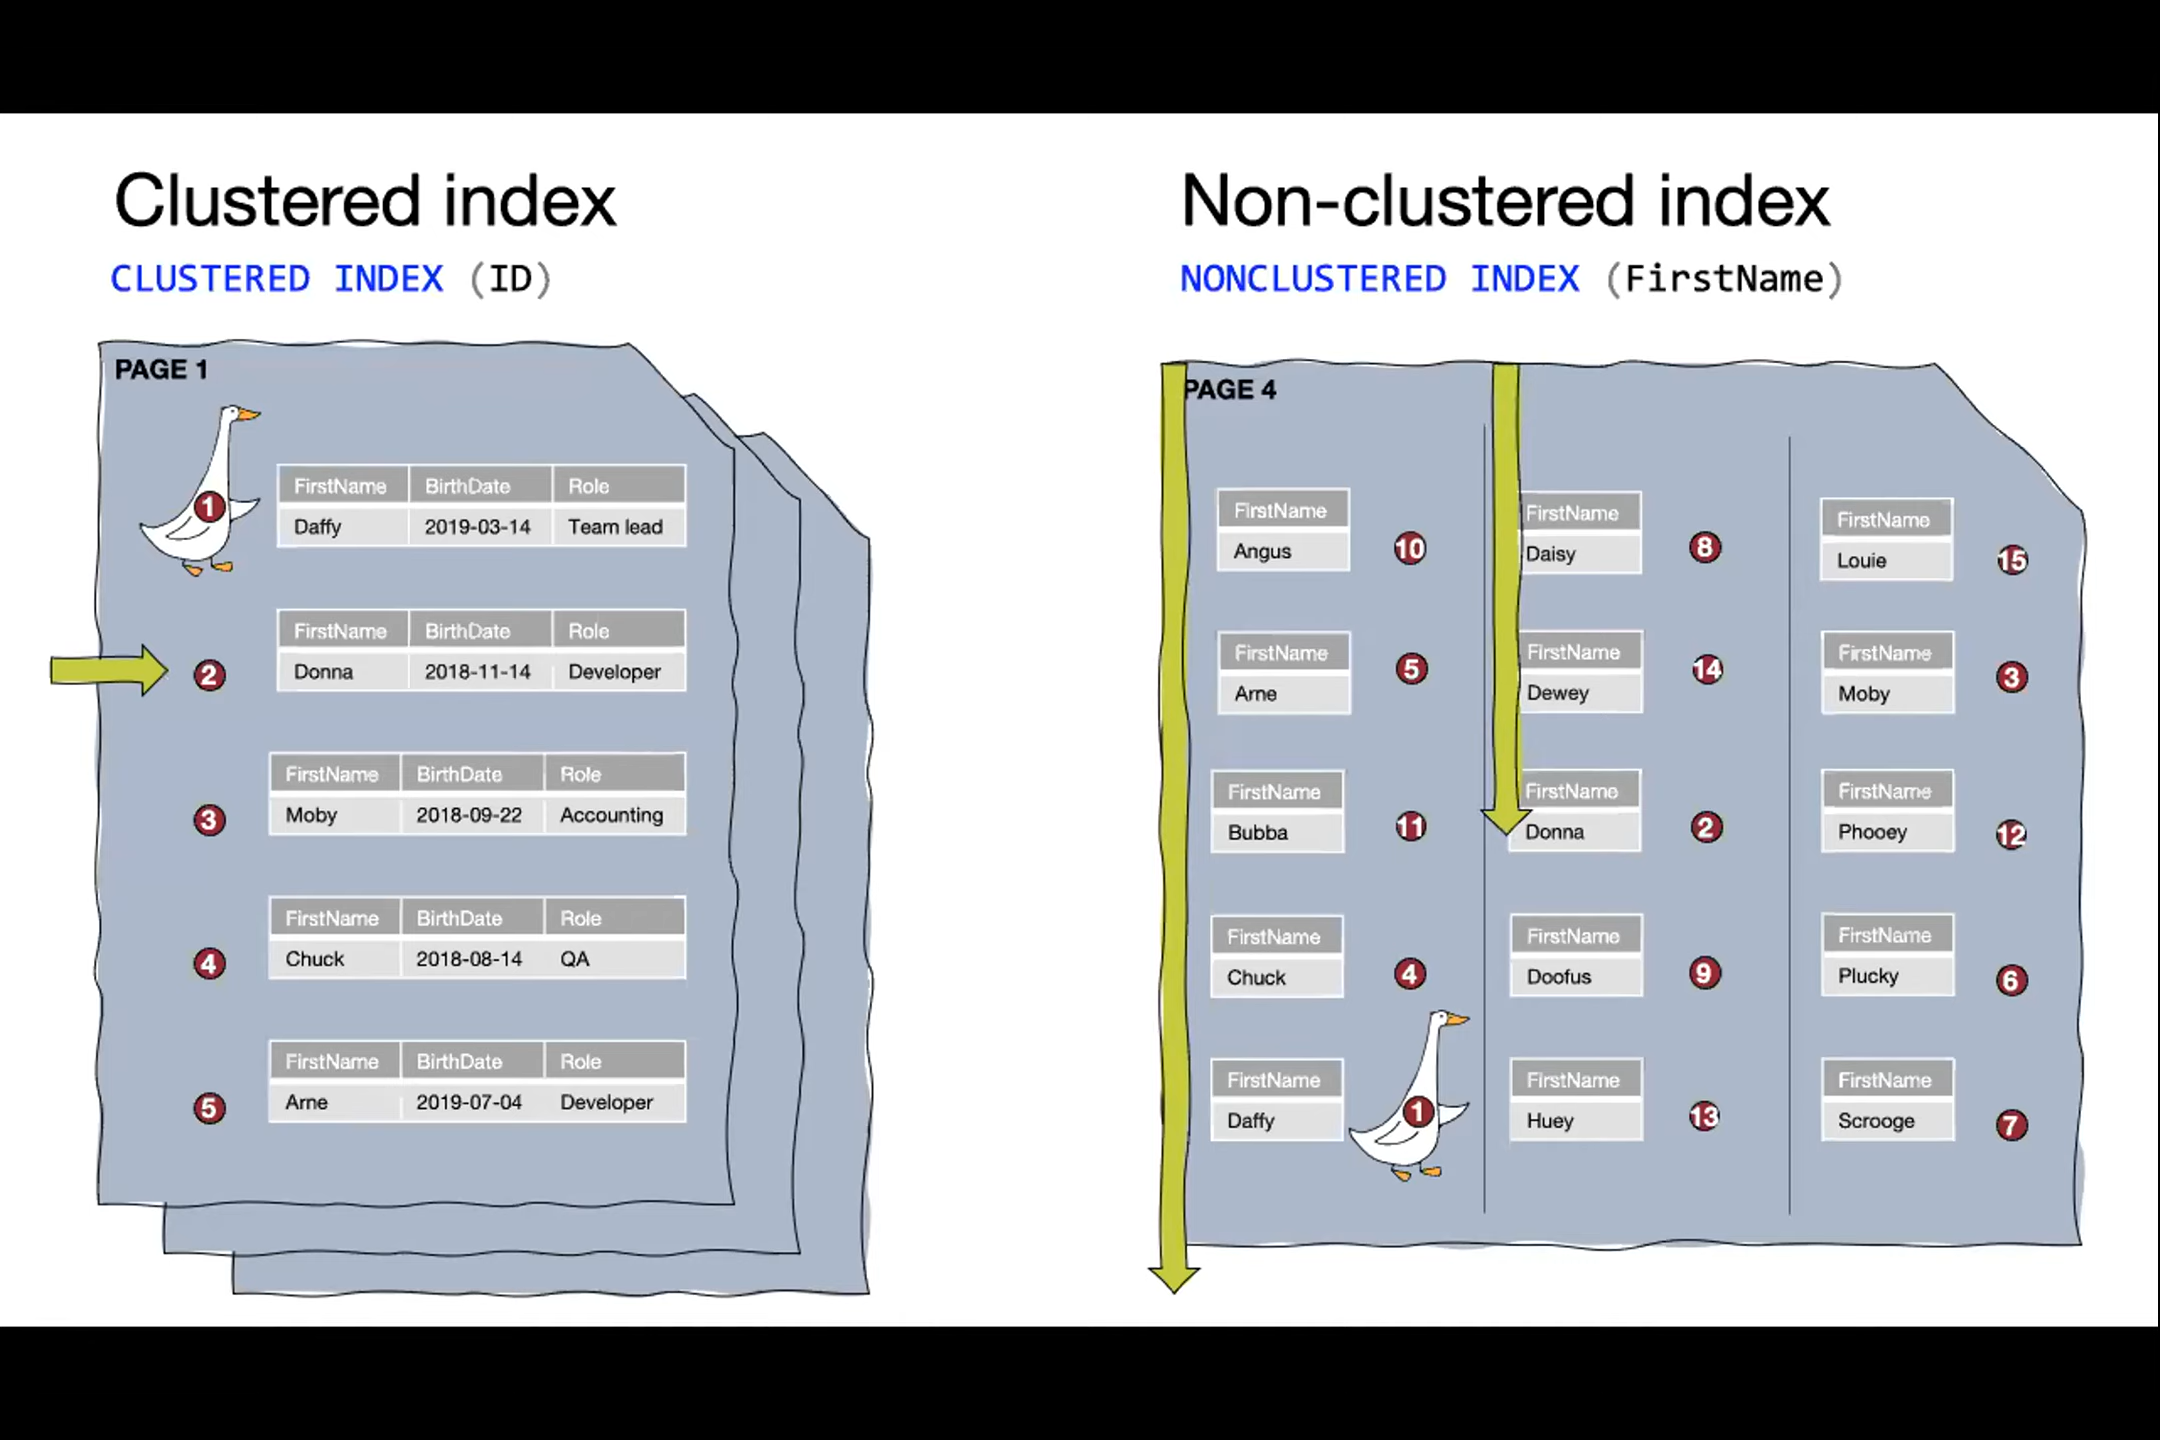 Clustered index
CLUSTERED INDEX (ID)
PAGE 1
FirstName BirthDate Role
1 Daffy 2019-03-14 Team lead
FirstName BirthDate Role
2 Donna 2018-11-14 Developer
FirstName BirthDate Role
3 Moby 2018-09-22 Accounting
FirstName BirthDate Role
4 Chuck 2018-08-14 QA
FirstName BirthDate Role
5 Arne 2019-07-04 Developer
Non-clustered index
NONCLUSTERED INDEX (FirstName)
PAGE 4
FirstName
Angus 10
FirstName
Arne 5
FirstName
Bubba 11
FirstName
Chuck 4
FirstName
Daffy 1
FirstName
Daisy 8
FirstName
Dewey 14
FirstName
Donna 2
FirstName
Doofus 9
FirstName
Huey 13
FirstName
Louie 15
FirstName
Moby 3
FirstName
Phooey 12
FirstName
Plucky 6
FirstName
Scrooge 7